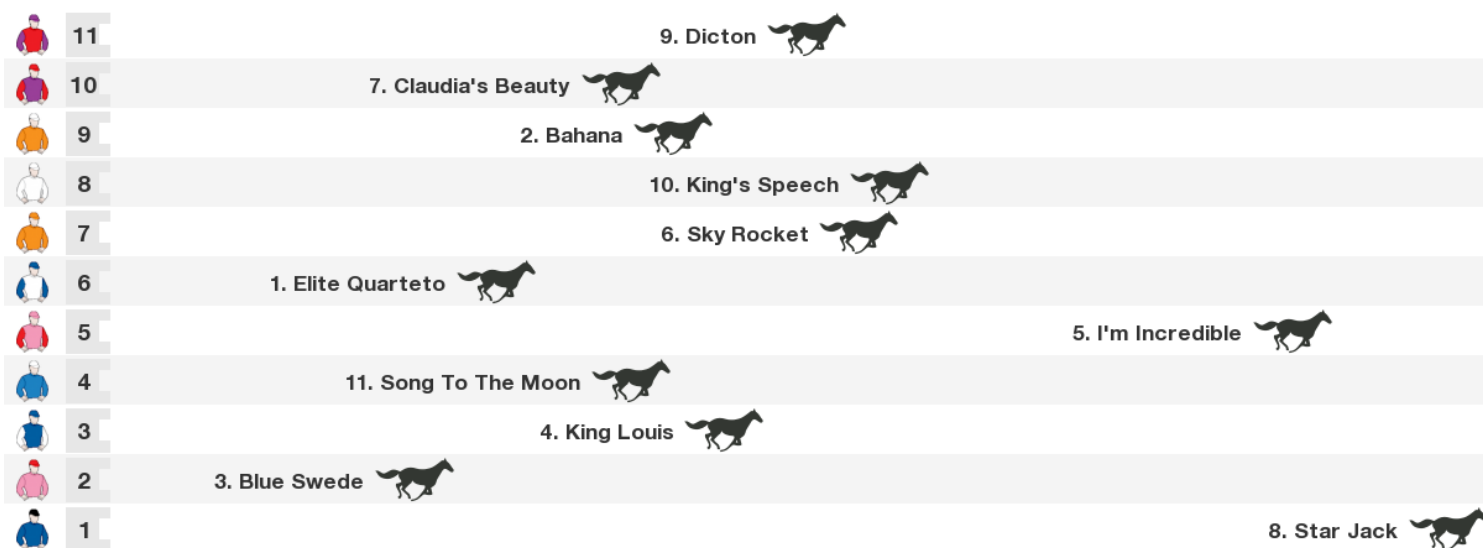 11 9. Dicton
10 7. Claudia's Beauty
9 2. Bahana
8 10. King's Speech
7 6. Sky Rocket
6 1. Elite Quarteto
5 5. I'm Incredible
4 11. Song To The Moon
3 4. King Louis
2 3. Blue Swede
1 8. Star Jack